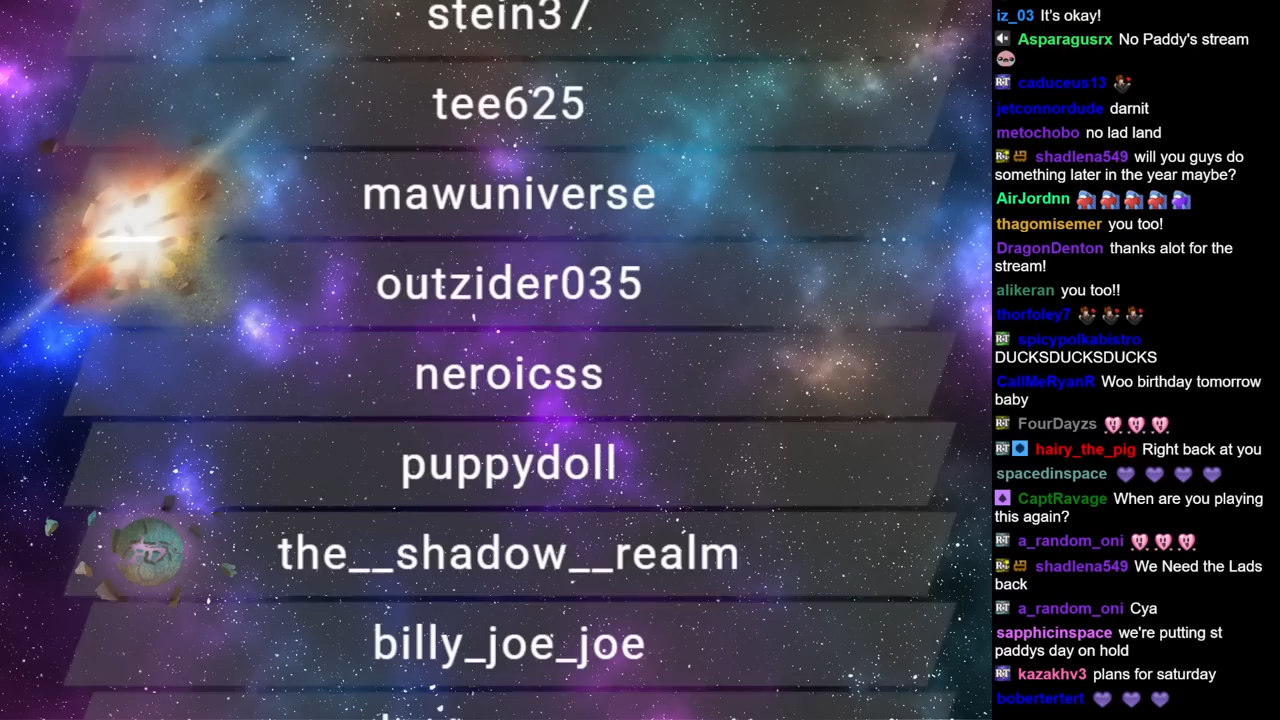 stein37
tee625
mawuniverse
outzider035
neroicss
puppydoll
the__shadow__realm
billy_joe_joe
iz_03 It's okay!
Asparagusrx No Paddy's stream
caduceus13
jetconnordude darnit
metochobo no lad land
shadlena549 will you guys do
something later in the year maybe?
AirJordnn
thagomisemer you too!
DragonDenton thanks alot for the
stream!
alikeran you too!!
thorfoley7
spicypolkabistro
DUCKSDUCKSDUCKS
CallMeRyanR Woo birthday tomorrow
baby
FourDayzs
hairy_the_pig Right back at you
spacedinspace
CaptRavage When are you playing
this again?
a_random_oni
shadlena549 We Need the Lads
back
a_random_oni Cya
sapphicinspace we're putting st
paddys day on hold
kazakhv3 plans for saturday
bobertertert